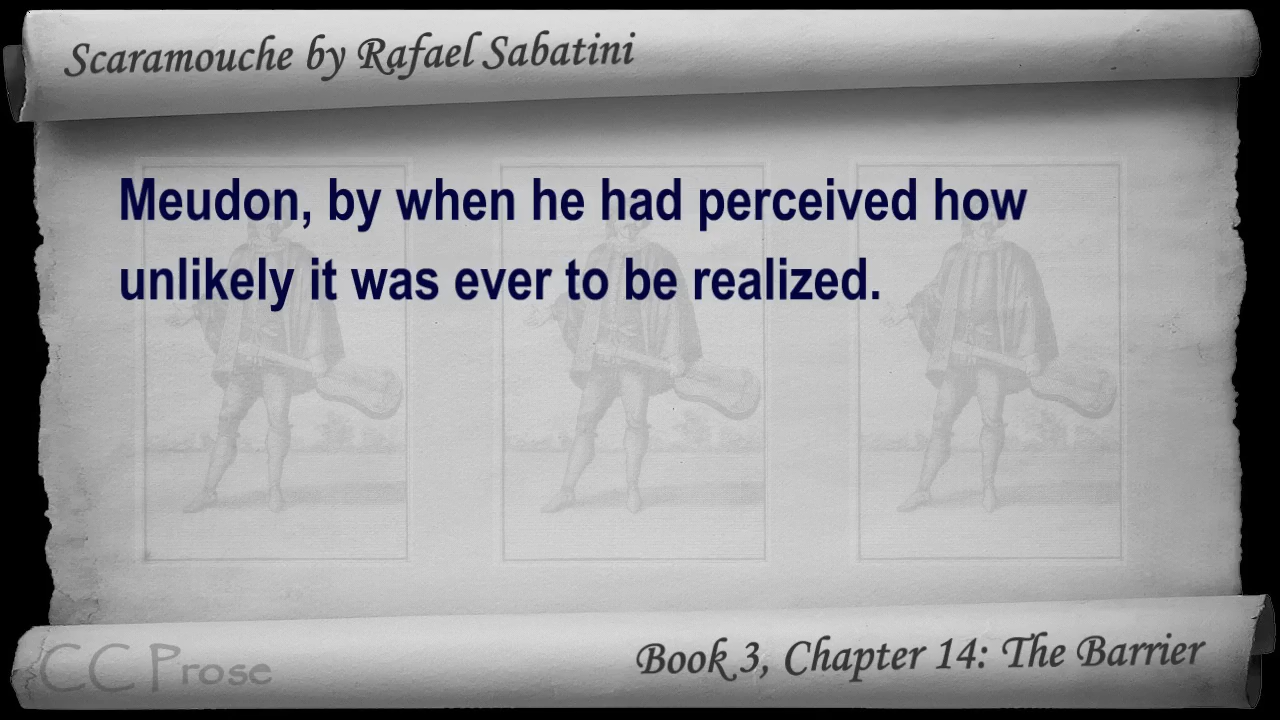 Scaramouche by Rafael Sabatini
Meudon, by when he had perceived how
unlikely it was ever to be realized.
CC Prose
Book 3, Chapter 14: The Barrier